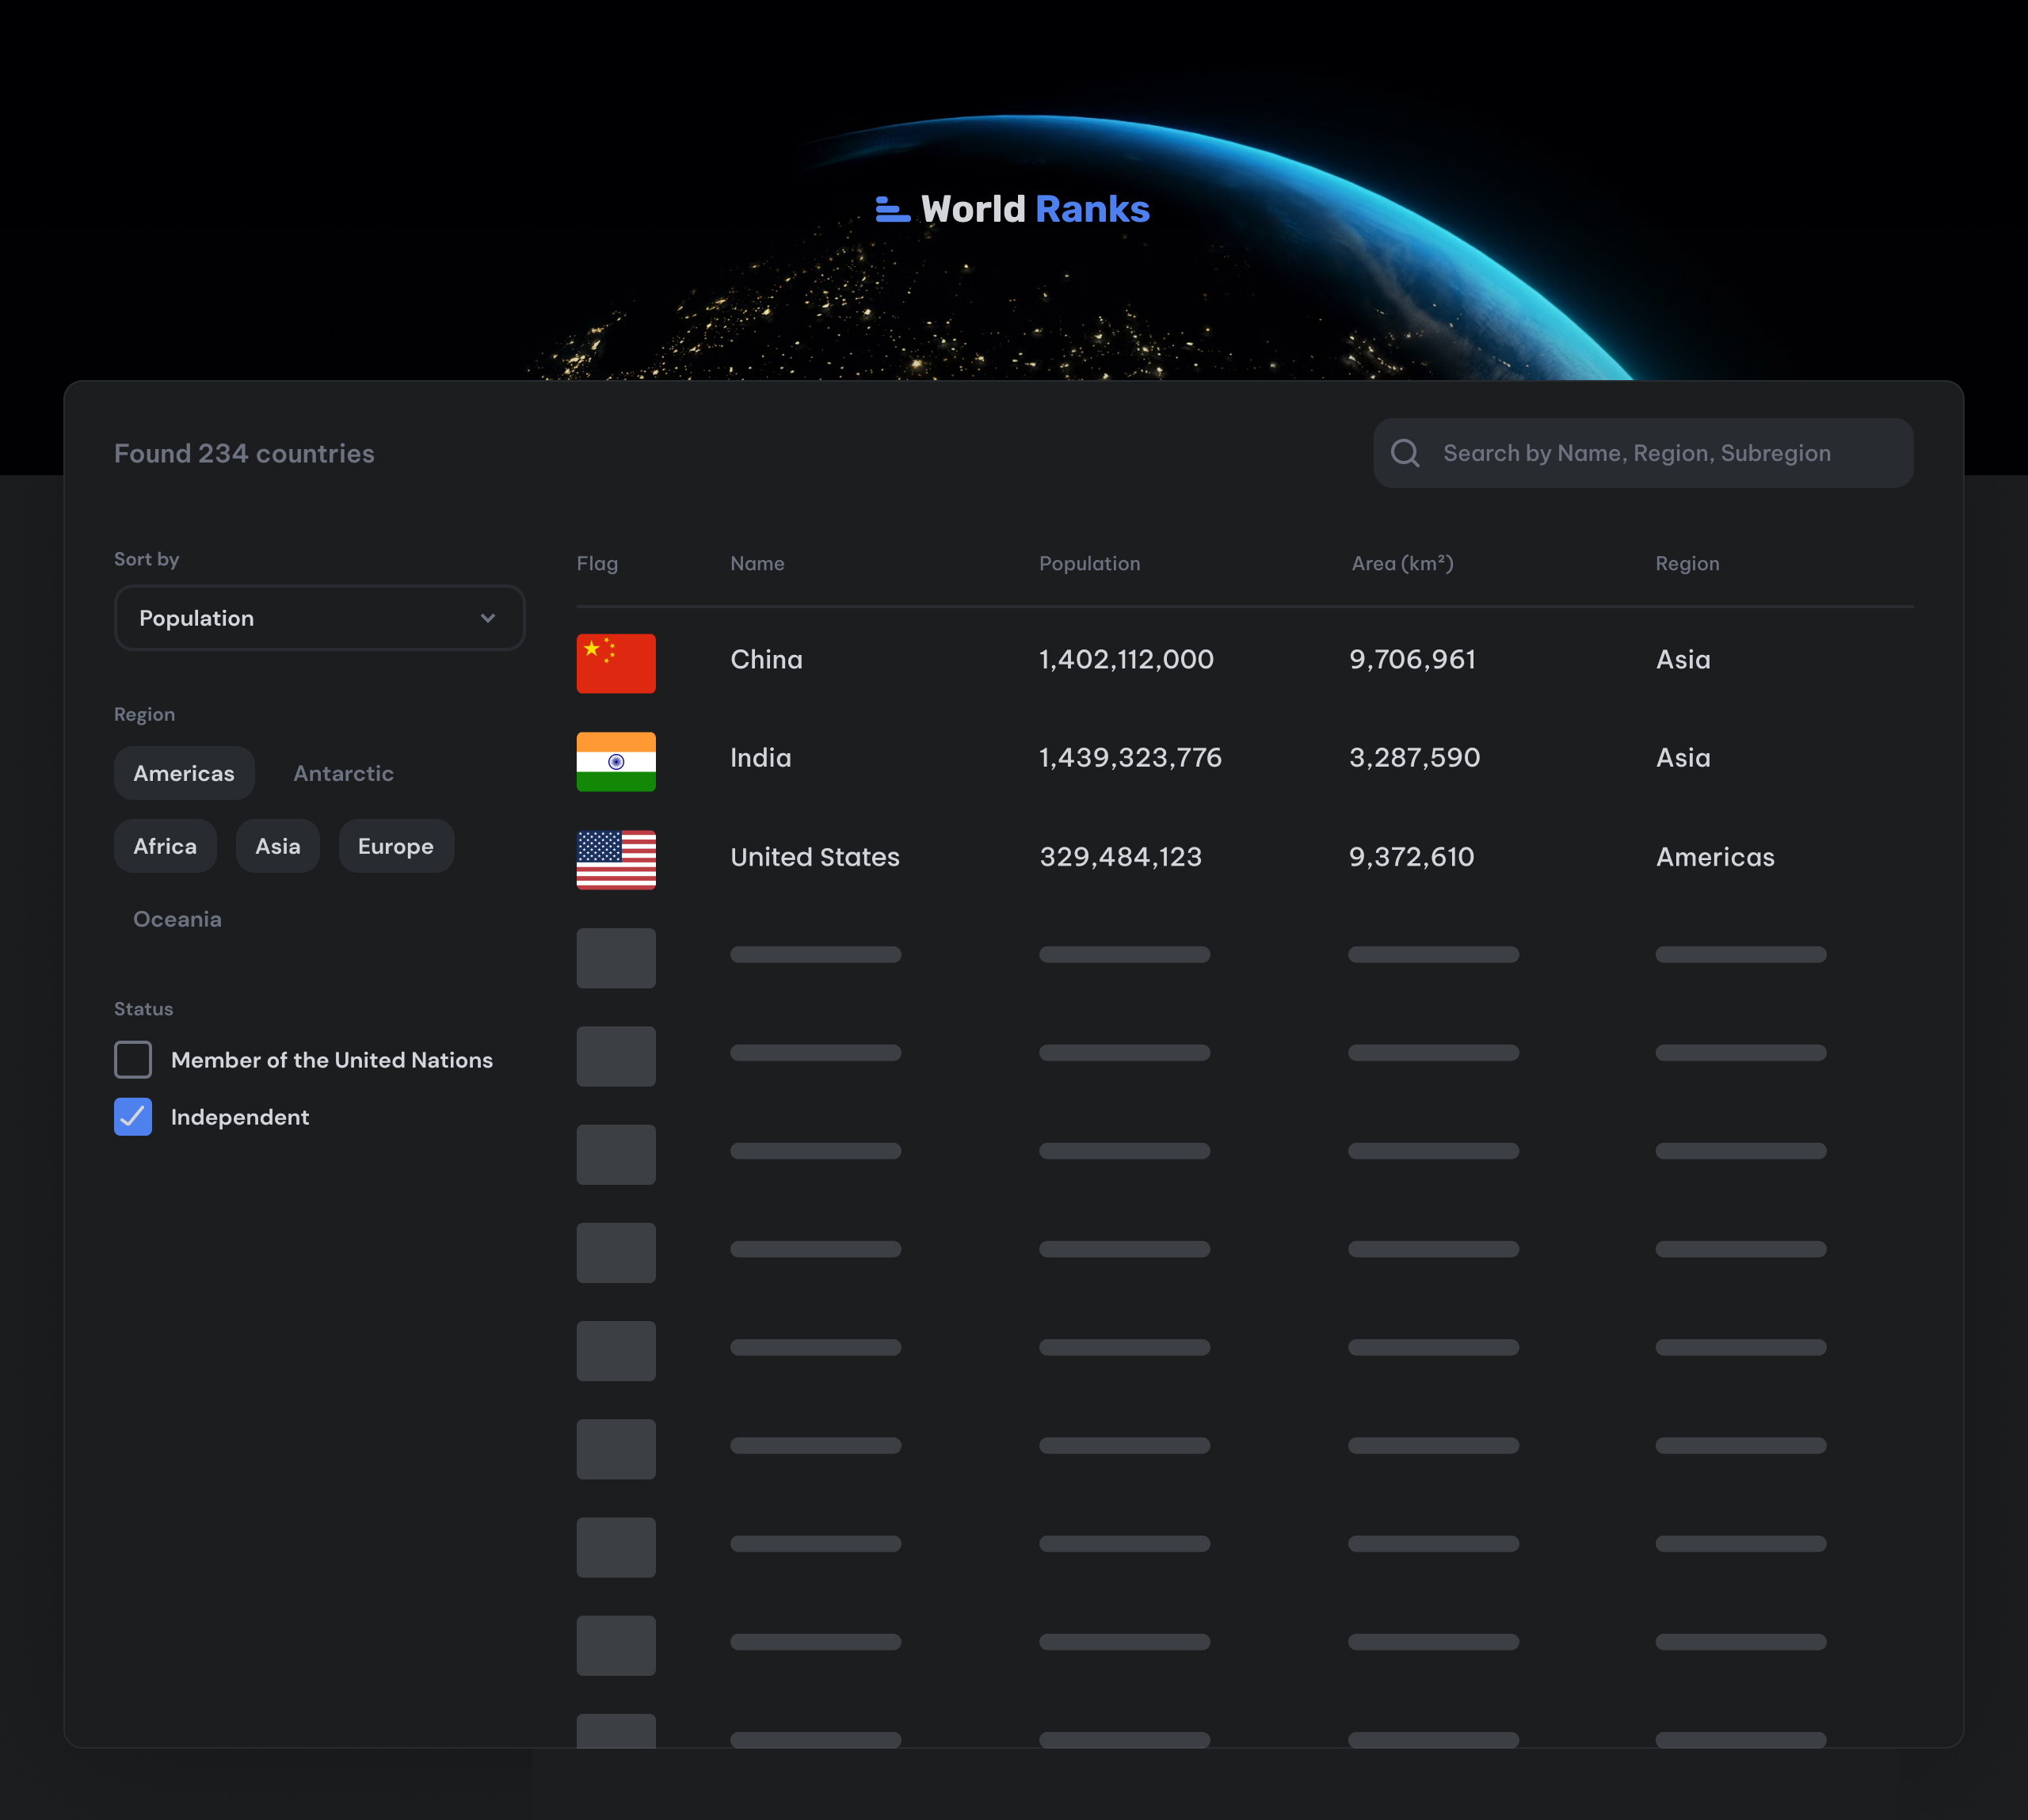 World Ranks
Found 234 countries
Search by Name, Region, Subregion
Sort by
Population
Region
Americas Antarctic
Africa Asia Europe
Oceania
Status
Member of the United Nations
Independent
Flag Name Population Area (km²) Region
China 1,402,112,000 9,706,961 Asia
India 1,439,323,776 3,287,590 Asia
United States 329,484,123 9,372,610 Americas